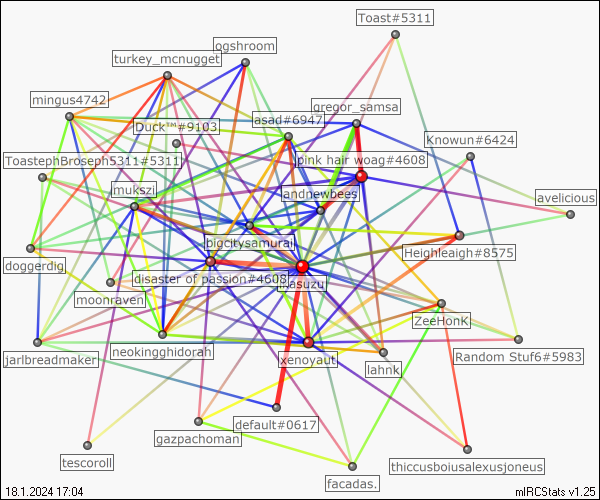 Toast#5311
ogshroom
turkey_mcnugget
mingus4742
gregor_samsa
asad#6947
Duck™#9103
Knowun#6424
ToastephBroseph5311#5311
pink hair woag#4608
mukszi
andnewbees
avelicious
bigcitysamurai
Heighleaigh#8575
doggerdig
disaster of passion#4608
masuzu
moonraven
ZeeHonK
jarlbreadmaker
neokingghidorah
xenoyaut
Random Stuf6#5983
lahnk
default#0617
gazpachoman
tescoroll
thiccusboiusalexusjoneus
facadas.
18.1.2024 17:04
mIRCStats v1.25